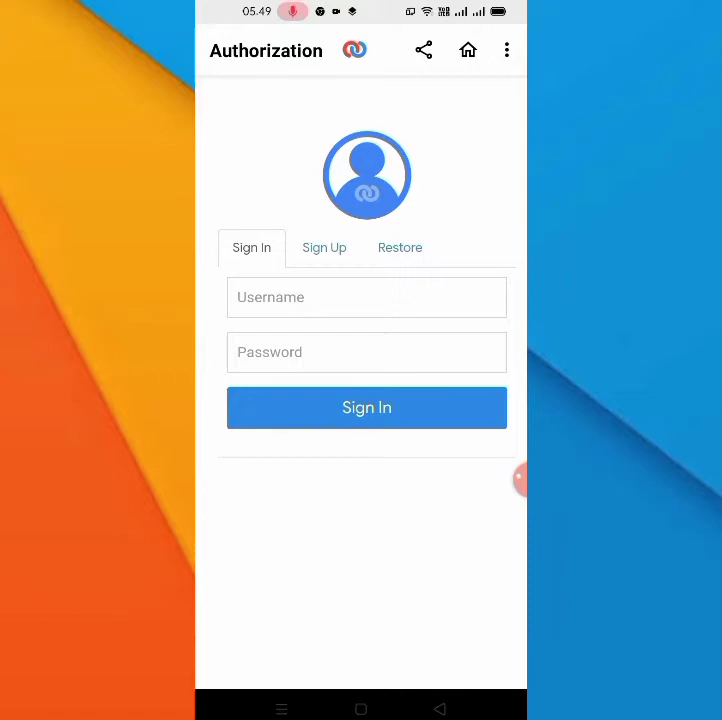 05.49
Authorization
Sign In Sign Up Restore
Username
Password
Sign In